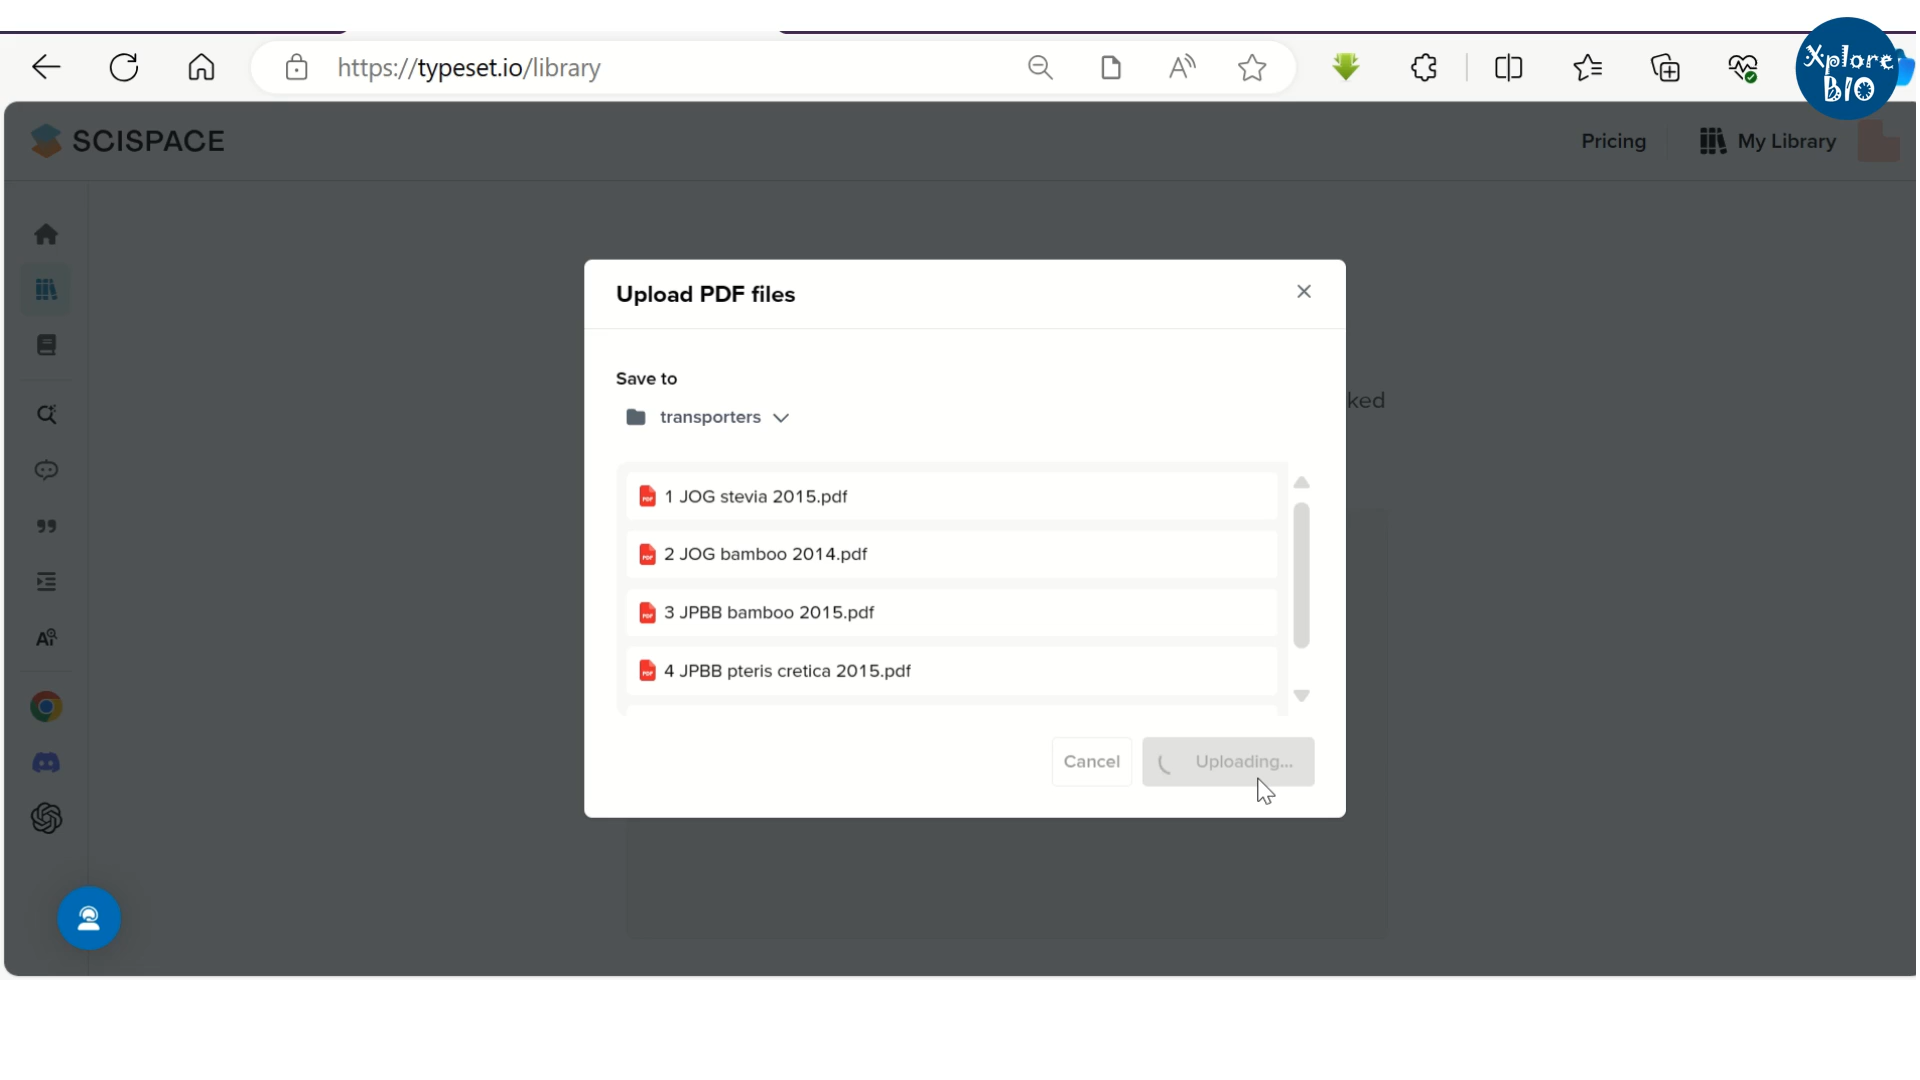 https://typeset.io/library
Xplore
BIO
SCISPACE
Pricing
My Library
Upload PDF files
Save to
ked
transporters
1 JOG stevia 2015.pdf
2 JOG bamboo 2014.pdf
3 JPBB bamboo 2015.pdf
4 JPBB pteris cretica 2015.pdf
Cancel
Uploading...